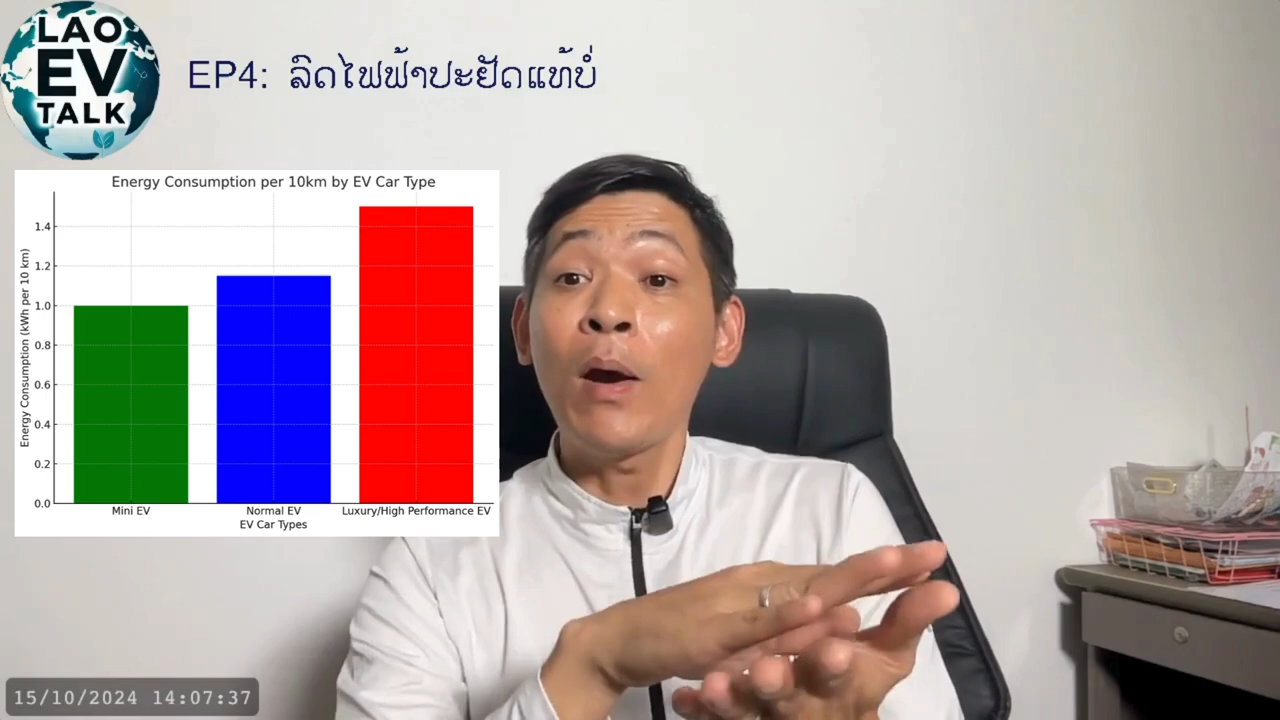 LAO
EV
TALK
EP4: ລົດໄຟຟ້າປະຢັດແທ້ບໍ່
Energy Consumption per 10km by EV Car Type
Energy Consumption (kWh per 10 km)
1.4
1.2
1.0
0.8
0.6
0.4
0.2
0.0
Mini EV Normal EV Luxury/High Performance EV
EV Car Types
15/10/2024 14:07:37